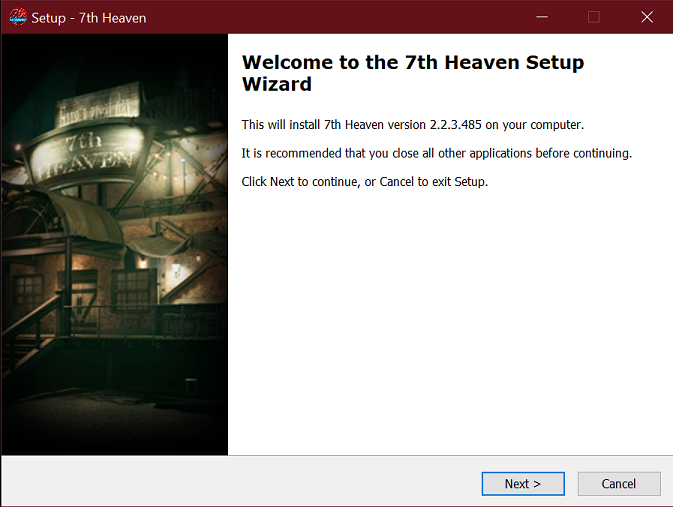 Setup - 7th Heaven
7th
HEAVEN
Welcome to the 7th Heaven Setup
Wizard
This will install 7th Heaven version 2.2.3.485 on your computer.
It is recommended that you close all other applications before continuing.
Click Next to continue, or Cancel to exit Setup.
Next >
Cancel